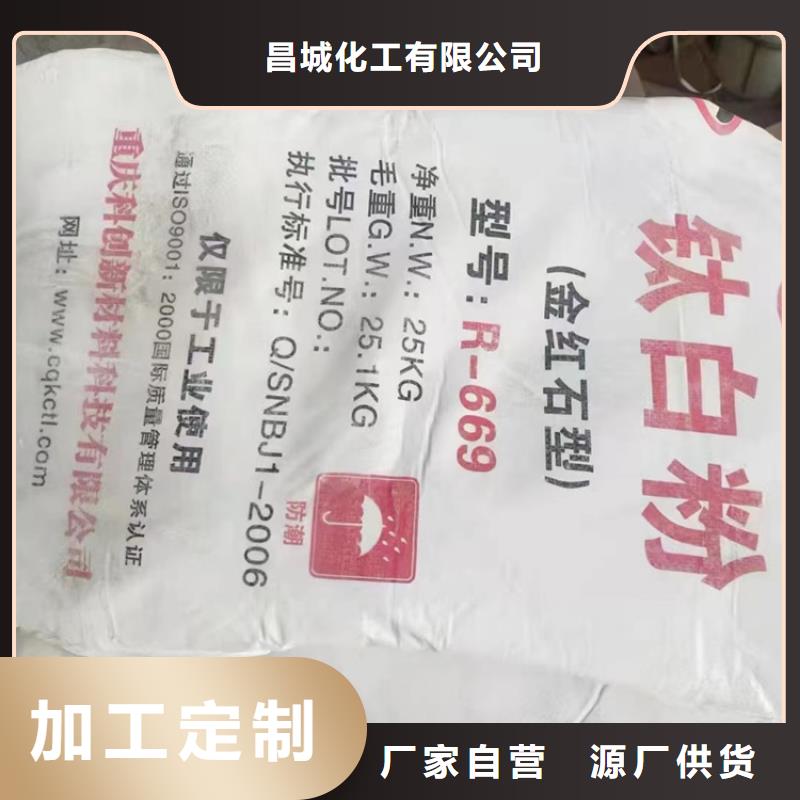 昌城化工有限公司
钛白粉
(金红石型)
型号：R-669
净重N.W.：25KG
毛重G.W.：25.1KG
批号LOT.NO.：
执行标准号：Q/SNBJ1-2006
防潮
仅限于工业使用
通过ISO9001：2000国际质量管理体系认证
重庆科创新材料科技有限公司
网址：www.cqkctl.com
加工定制
厂家自营 源厂供货